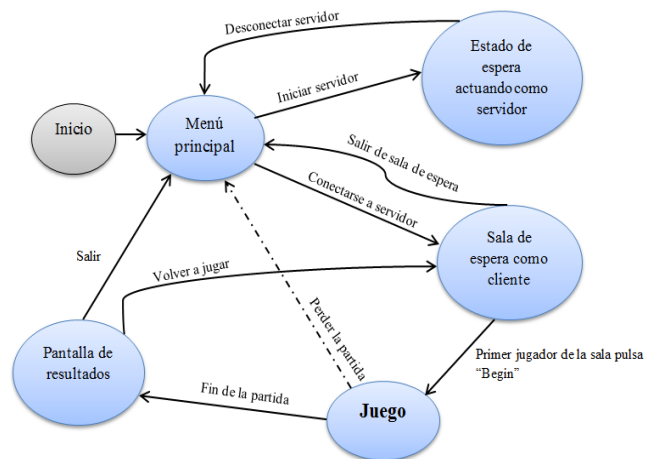 Desconectar servidor
Estado de
espera
actuando como
servidor
Iniciar servidor
Inicio
Menú
principal
Salir de sala de espera
Conectarse a servidor
Sala de
espera como
cliente
Salir
Volver a jugar
Perder la partida
Pantalla de
resultados
Primer jugador de la sala pulsa
“Begin”
Fin de la partida
Juego